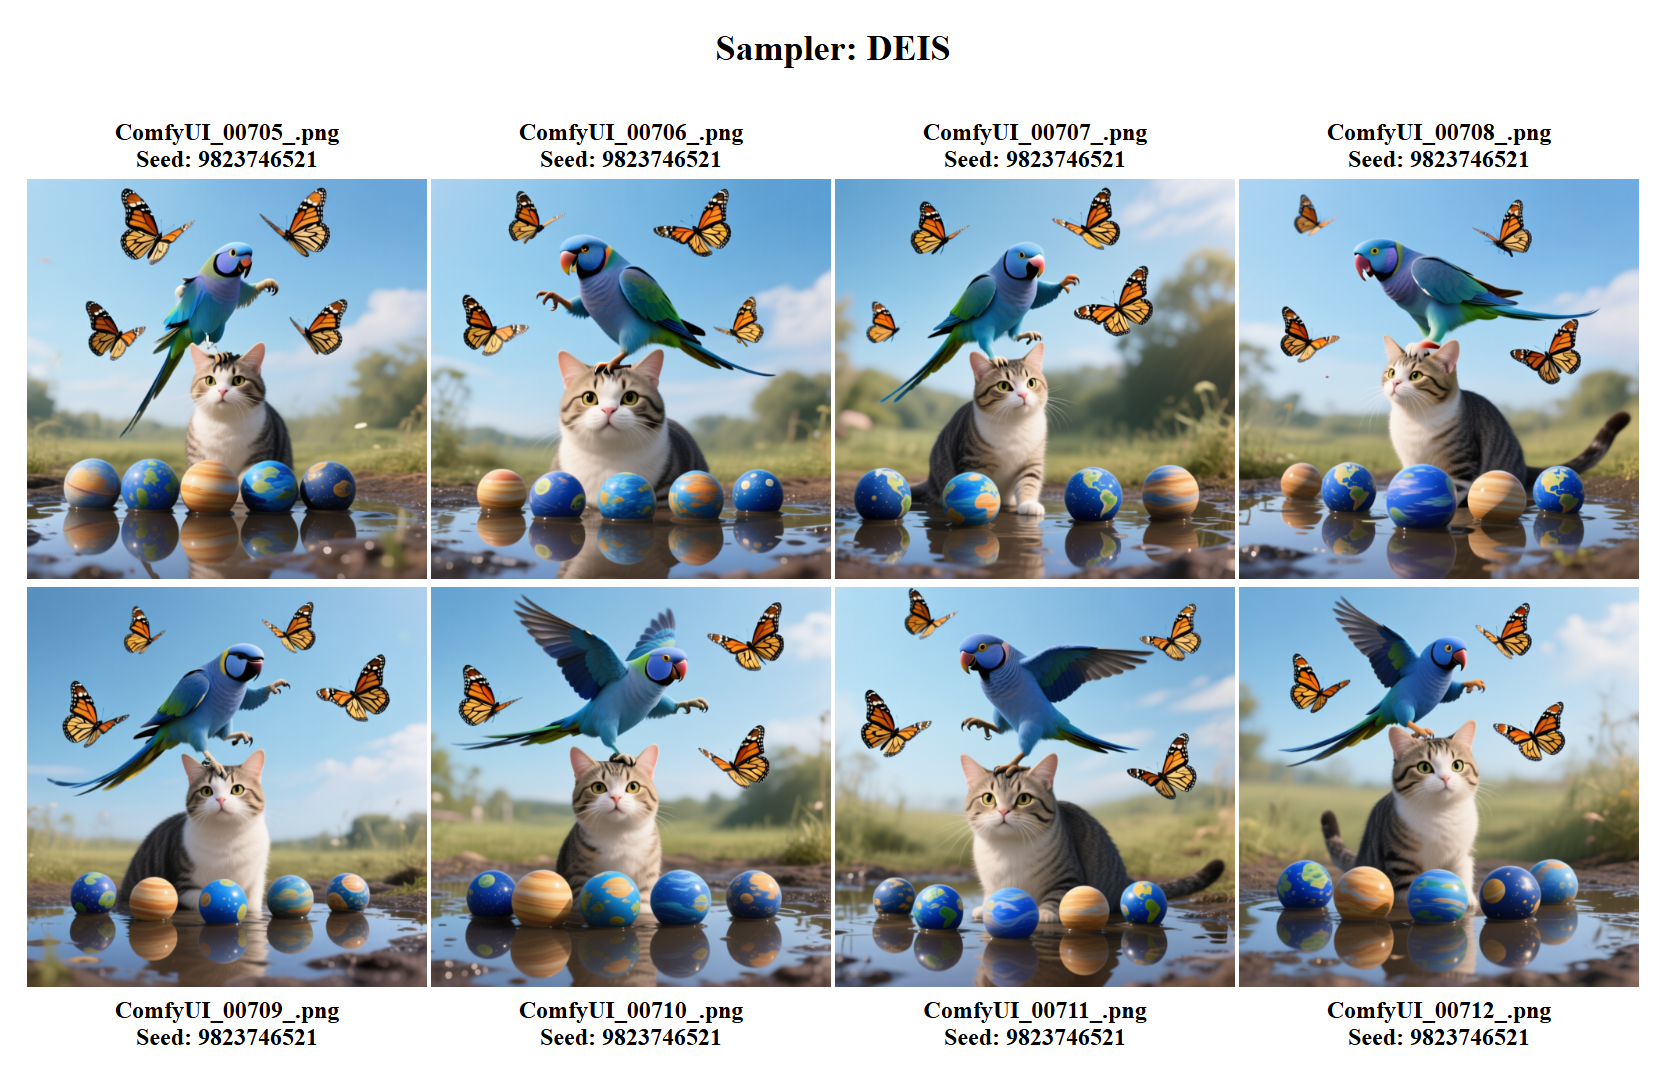 Sampler: DEIS
ComfyUI_00705_.png
Seed: 9823746521
ComfyUI_00706_.png
Seed: 9823746521
ComfyUI_00707_.png
Seed: 9823746521
ComfyUI_00708_.png
Seed: 9823746521
ComfyUI_00709_.png
Seed: 9823746521
ComfyUI_00710_.png
Seed: 9823746521
ComfyUI_00711_.png
Seed: 9823746521
ComfyUI_00712_.png
Seed: 9823746521